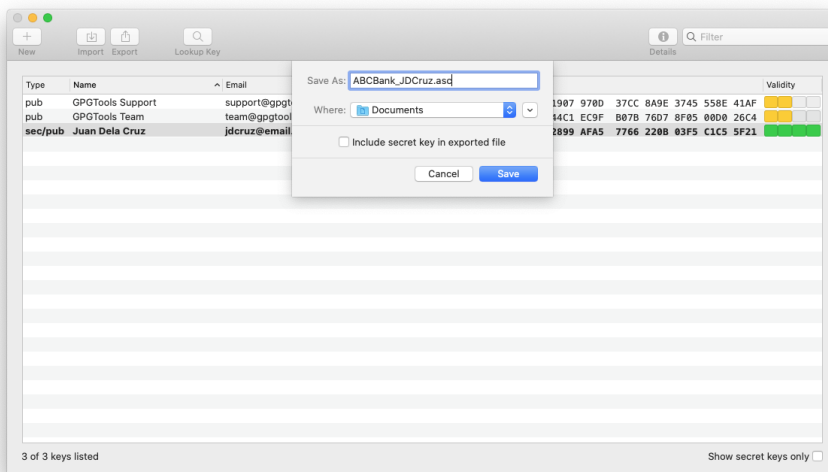 New Import Export Lookup Key Details Filter
Save As: ABCBank_JDCruz.asc
Where: Documents
Include secret key in exported file
Cancel Save
Type Name Email Validity
pub GPGTools Support support@gpgt 1907 970D 37CC 8A9E 3745 558E 41AF
pub GPGTools Team team@gpgtool 44C1 EC9F B07B 76D7 8F05 00D0 26C4
sec/pub Juan Dela Cruz jdcruz@email. 2899 AFA5 7766 220B 03F5 C1C5 5F21
3 of 3 keys listed Show secret keys only